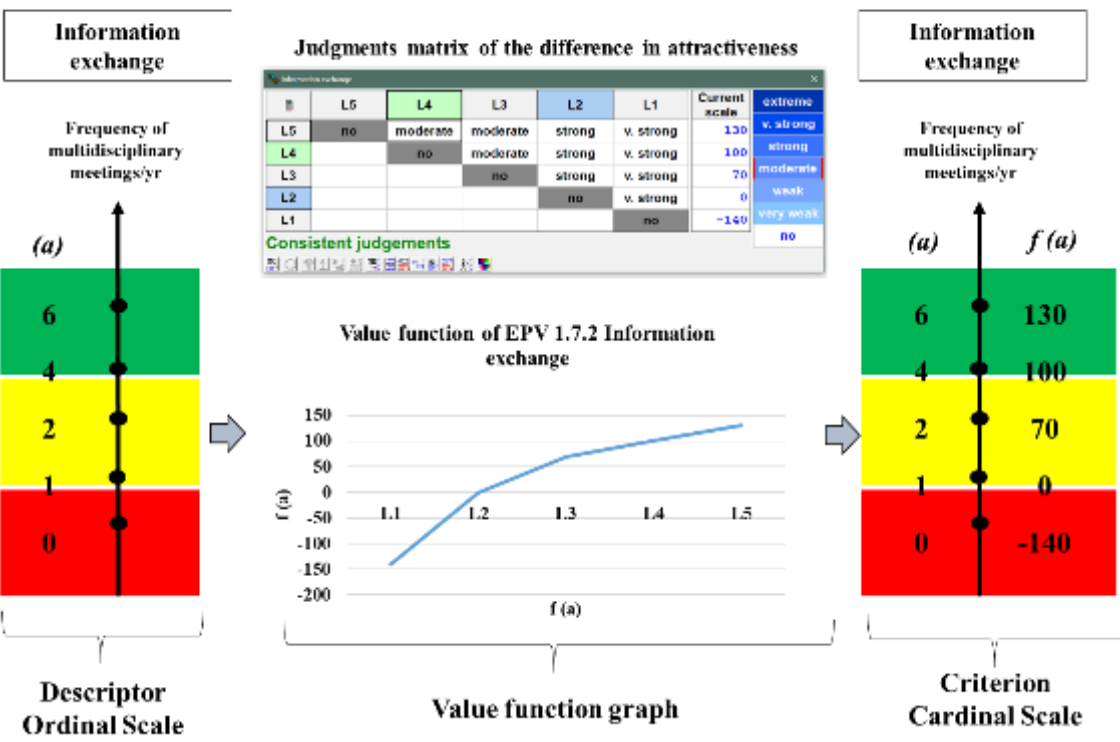 Information
exchange
Frequency of
multidisciplinary
meetings/yr
(a)
6
4
2
1
0
Descriptor
Ordinal Scale
Judgments matrix of the difference in attractiveness
Information exchange
L5 L4 L3 L2 L1 Current scale extreme
L5 no moderate moderate strong v. strong 130 v. strong
L4 no moderate strong v. strong 100 strong
L3 no strong v. strong 70 moderate
L2 no v. strong 0 weak
L1 no -140 very weak
no
Consistent judgements
Value function of EPV 1.7.2 Information
exchange
150
100
50
0
-50
-100
-150
-200
f (a)
L1 L2 L3 L4 L5
f (a)
Value function graph
Information
exchange
Frequency of
multidisciplinary
meetings/yr
(a) f (a)
6 130
4 100
2 70
1 0
0 -140
Criterion
Cardinal Scale